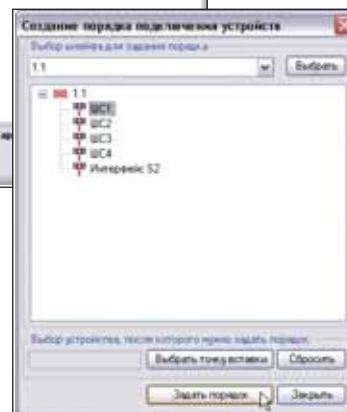 Создание порядка подключения устройств
Выбор шлейфа для задания порядка
1.1
Выбрать
1.1
ШС1
ШС2
ШС3
ШС4
Интерфейс S2
Выбор устройства, после которого нужно задать порядок
Выбрать точку вставки
Сбросить
Задать порядок
Закрыть